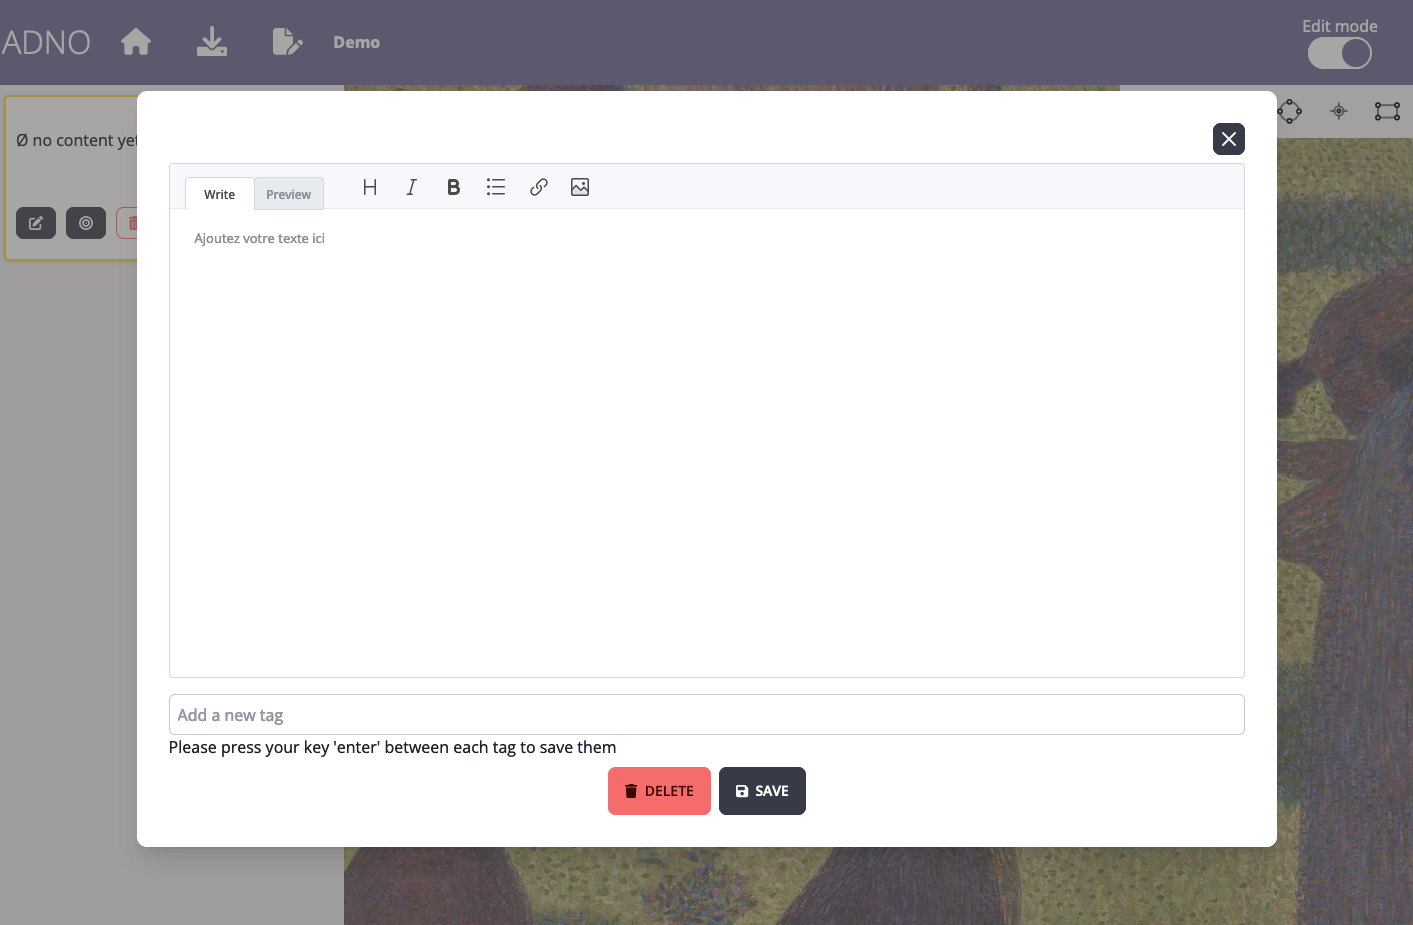 ADNO
Demo
Edit mode
Ø no content yet
Write
Preview
H
I
B
Ajoutez votre texte ici
Add a new tag
Please press your key 'enter' between each tag to save them
DELETE
SAVE